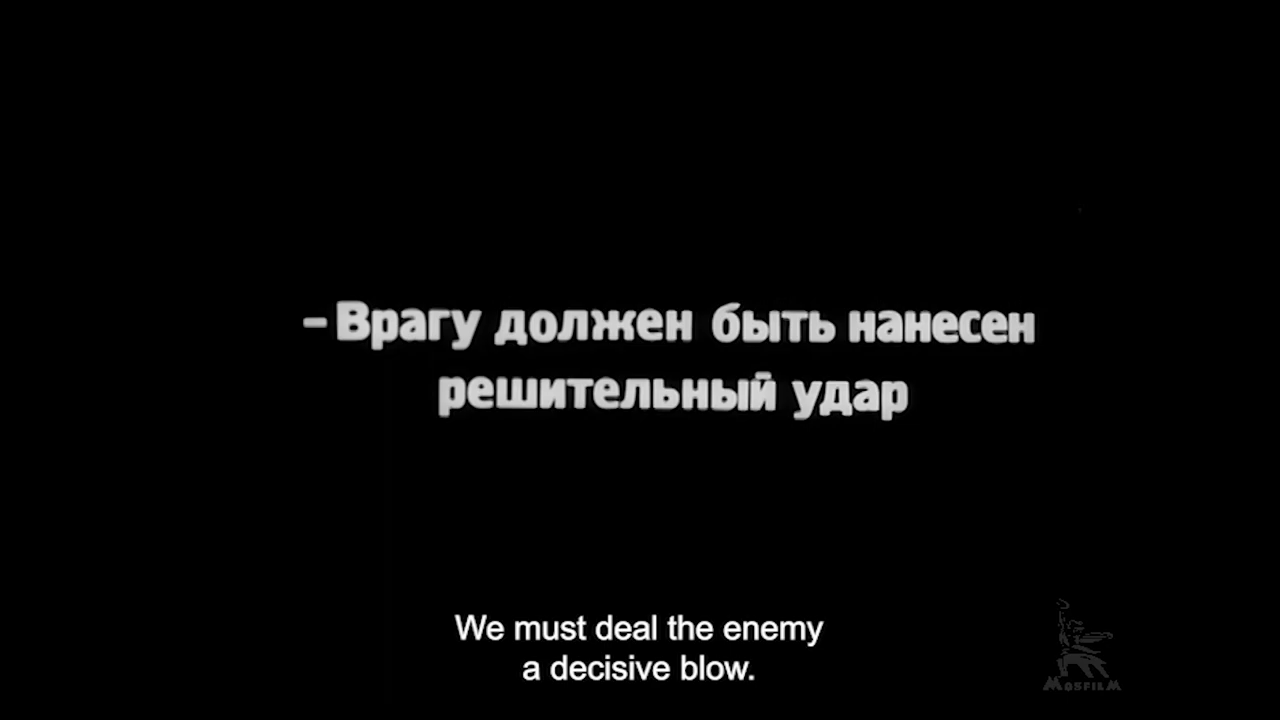 – Врагу должен быть нанесен
решительный удар
We must deal the enemy
a decisive blow.
MOSFILM